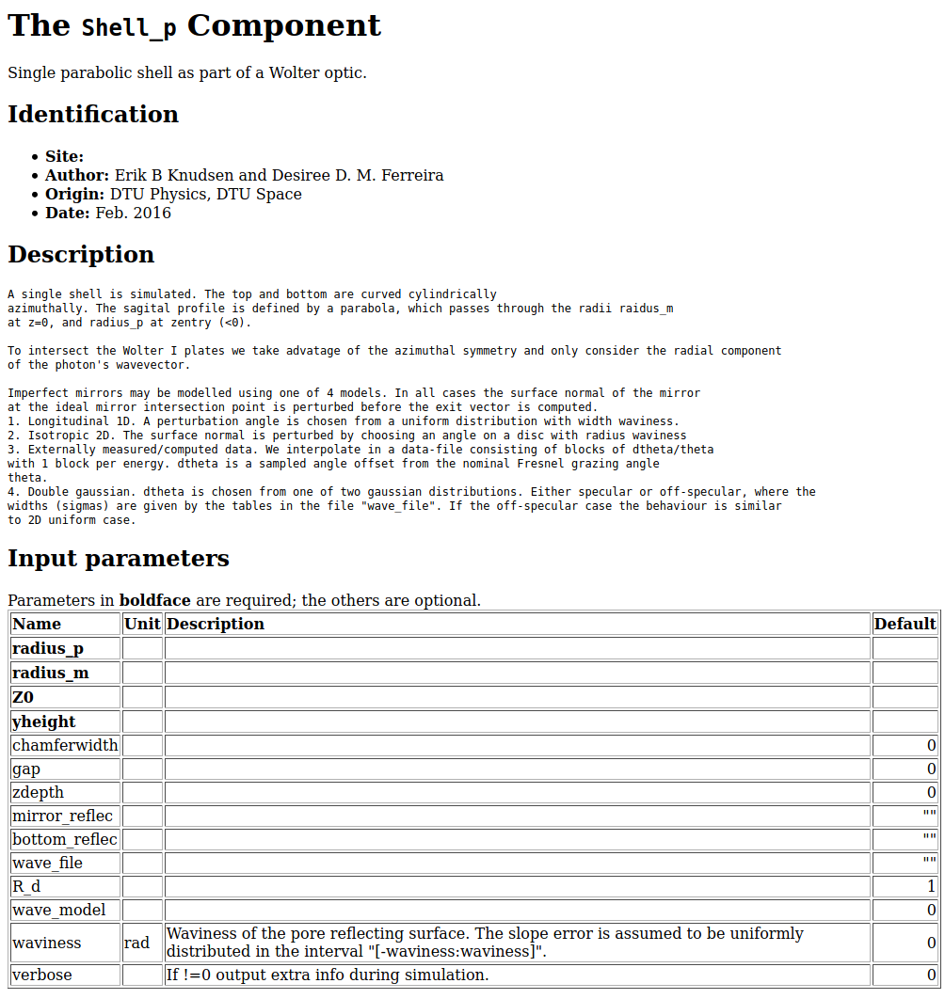 The Shell_p Component
Single parabolic shell as part of a Wolter optic.
Identification
• Site:
• Author: Erik B Knudsen and Desiree D. M. Ferreira
• Origin: DTU Physics, DTU Space
• Date: Feb. 2016
Description
A single shell is simulated. The top and bottom are curved cylindrically
azimuthally. The sagital profile is defined by a parabola, which passes through the radii raidus_m
at z=0, and radius_p at zentry (<0).
To intersect the Wolter I plates we take advatage of the azimuthal symmetry and only consider the radial component
of the photon's wavevector.
Imperfect mirrors may be modelled using one of 4 models. In all cases the surface normal of the mirror
at the ideal mirror intersection point is perturbed before the exit vector is computed.
1. Longitudinal 1D. A perturbation angle is chosen from a uniform distribution with width waviness.
2. Isotropic 2D. The surface normal is perturbed by choosing an angle on a disc with radius waviness
3. Externally measured/computed data. We interpolate in a data-file consisting of blocks of dtheta/theta
with 1 block per energy. dtheta is a sampled angle offset from the nominal Fresnel grazing angle
theta.
4. Double gaussian. dtheta is chosen from one of two gaussian distributions. Either specular or off-specular, where the
widths (sigmas) are given by the tables in the file "wave_file". If the off-specular case the behaviour is similar
to 2D uniform case.
Input parameters
Parameters in boldface are required; the others are optional.
Name Unit Description Default
radius_p
radius_m
Z0
yheight
chamferwidth 0
gap 0
zdepth 0
mirror_reflec ""
bottom_reflec ""
wave_file ""
R_d 1
wave_model 0
waviness rad Waviness of the pore reflecting surface. The slope error is assumed to be uniformly
distributed in the interval "[-waviness:waviness]". 0
verbose If !=0 output extra info during simulation. 0